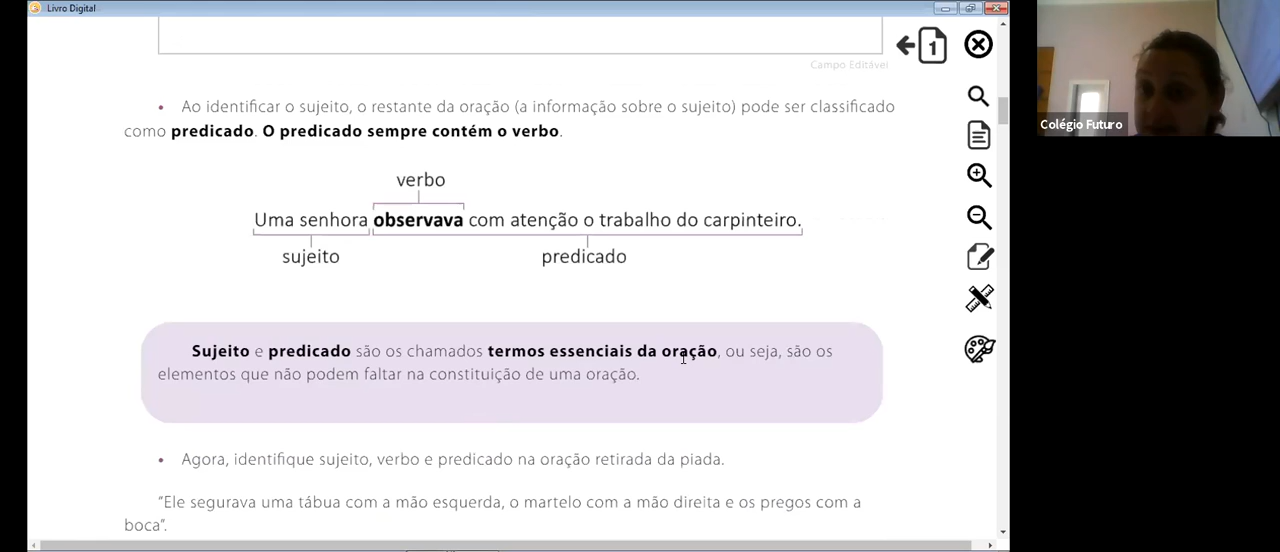 Livro Digital
1
Campo Editável
• Ao identificar o sujeito, o restante da oração (a informação sobre o sujeito) pode ser classificado
como predicado. O predicado sempre contém o verbo.
verbo
Uma senhora observava com atenção o trabalho do carpinteiro.
sujeito predicado
Sujeito e predicado são os chamados termos essenciais da oração, ou seja, são os
elementos que não podem faltar na constituição de uma oração.
• Agora, identifique sujeito, verbo e predicado na oração retirada da piada.
“Ele segurava uma tábua com a mão esquerda, o martelo com a mão direita e os pregos com a
boca”.
Colégio Futuro